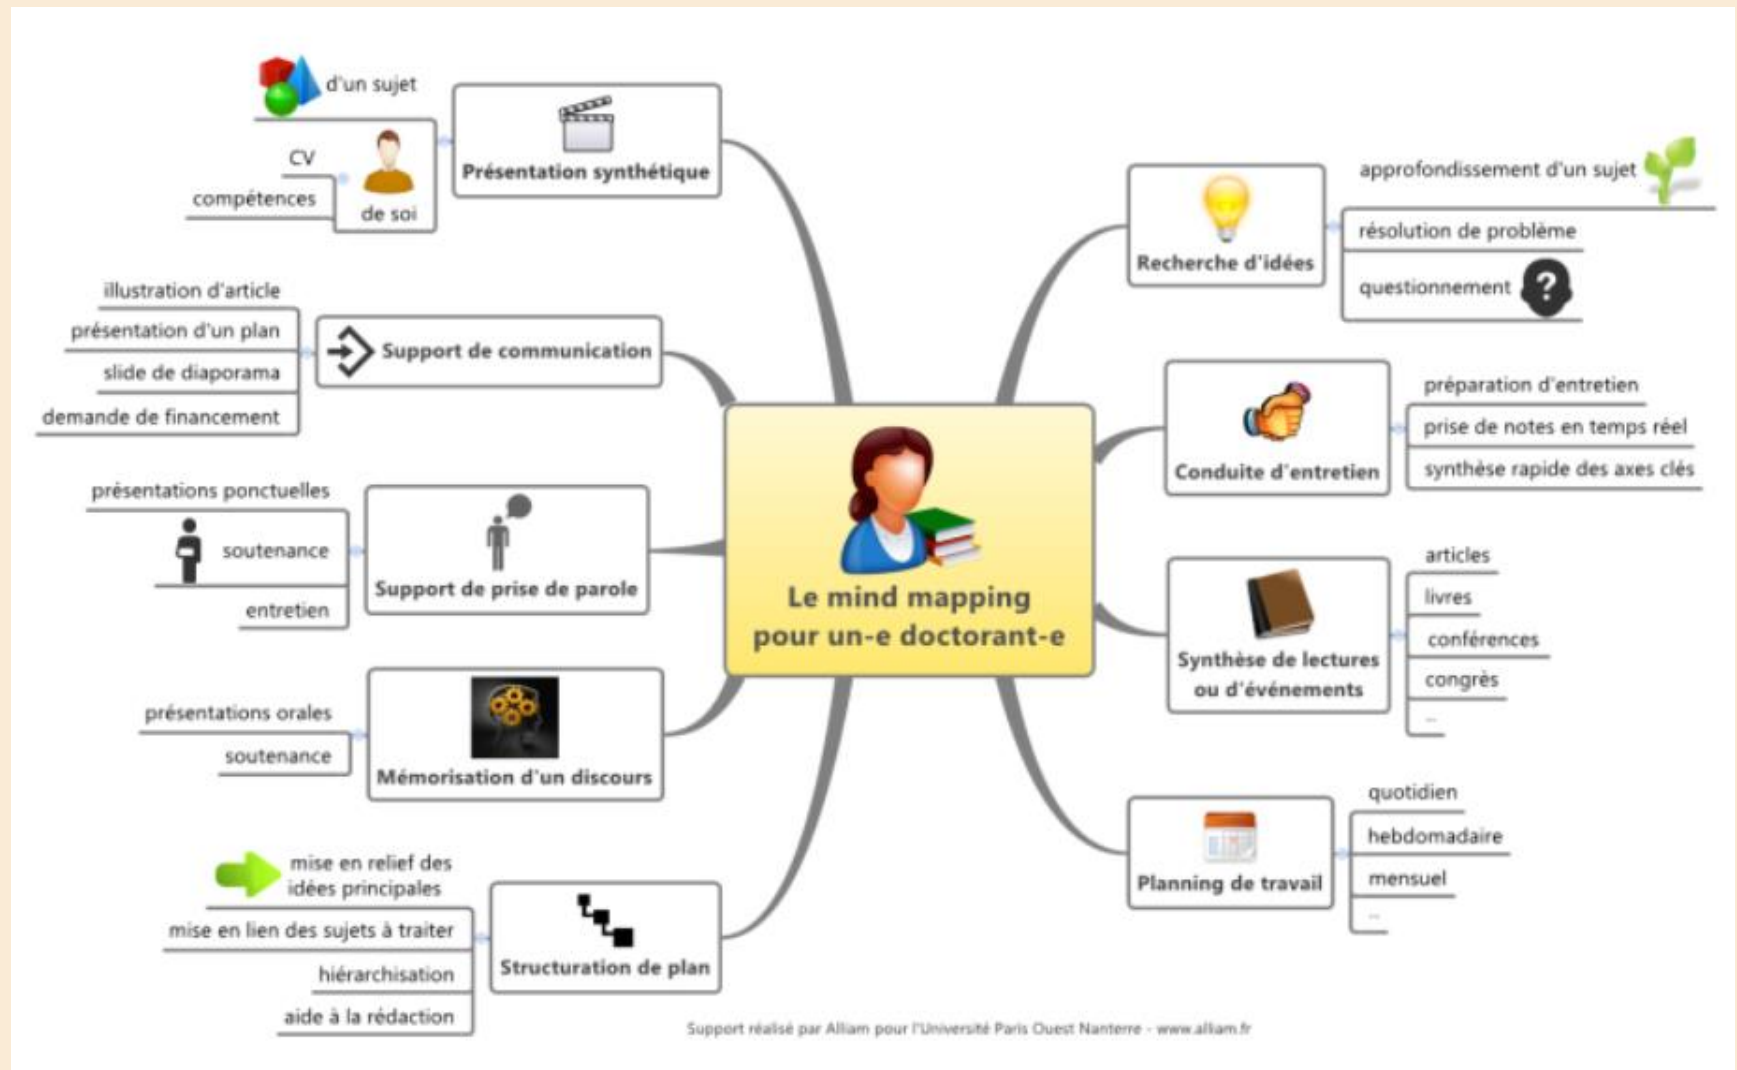 Le mind mapping
pour un-e doctorant-e
Recherche d'idées
approfondissement d'un sujet
résolution de problème
questionnement
?
Conduite d'entretien
préparation d'entretien
prise de notes en temps réel
synthèse rapide des axes clés
Synthèse de lectures
ou d'événements
articles
livres
conférences
congrès
...
Planning de travail
quotidien
hebdomadaire
mensuel
...
Présentation synthétique
d'un sujet
de soi
CV
compétences
Support de communication
illustration d'article
présentation d'un plan
slide de diaporama
demande de financement
Support de prise de parole
présentations ponctuelles
soutenance
entretien
Mémorisation d'un discours
présentations orales
soutenance
Structuration de plan
mise en relief des
idées principales
mise en lien des sujets à traiter
hiérarchisation
aide à la rédaction
Support réalisé par Alliam pour l'Université Paris Ouest Nanterre - www.alliam.fr